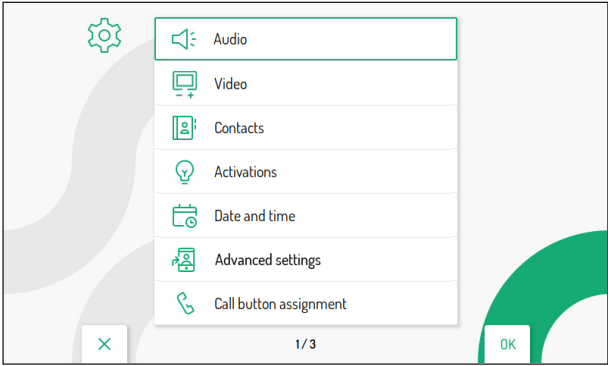 Audio
Video
Contacts
Activations
Date and time
Advanced settings
Call button assignment
1/3
OK